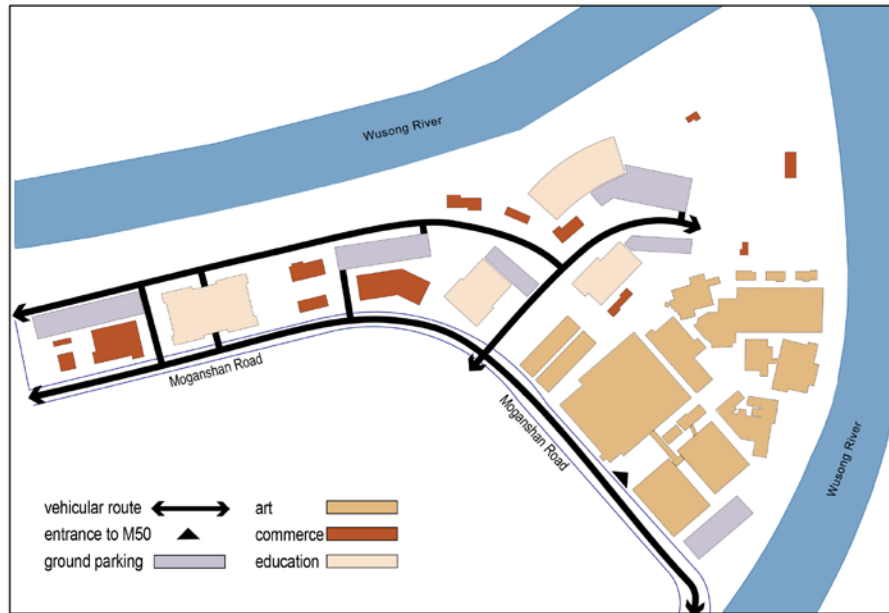 Wusong River
Moganshan Road
Moganshan Road
Wusong River
vehicular route
art
entrance to M50
commerce
ground parking
education